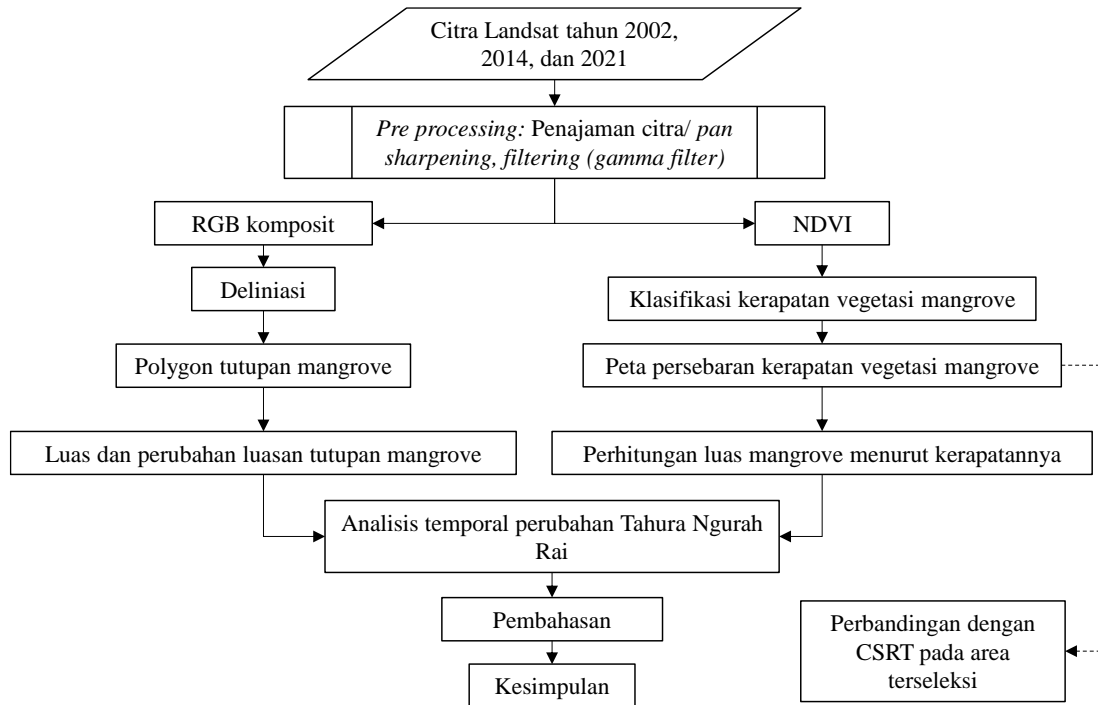 Citra Landsat tahun 2002,
2014, dan 2021
Pre processing: Penajaman citra/ pan
sharpening, filtering (gamma filter)
RGB komposit
NDVI
Deliniasi
Klasifikasi kerapatan vegetasi mangrove
Polygon tutupan mangrove
Peta persebaran kerapatan vegetasi mangrove
Luas dan perubahan luasan tutupan mangrove
Perhitungan luas mangrove menurut kerapatannya
Analisis temporal perubahan Tahura Ngurah
Rai
Pembahasan
Kesimpulan
Perbandingan dengan
CSRT pada area
terseleksi